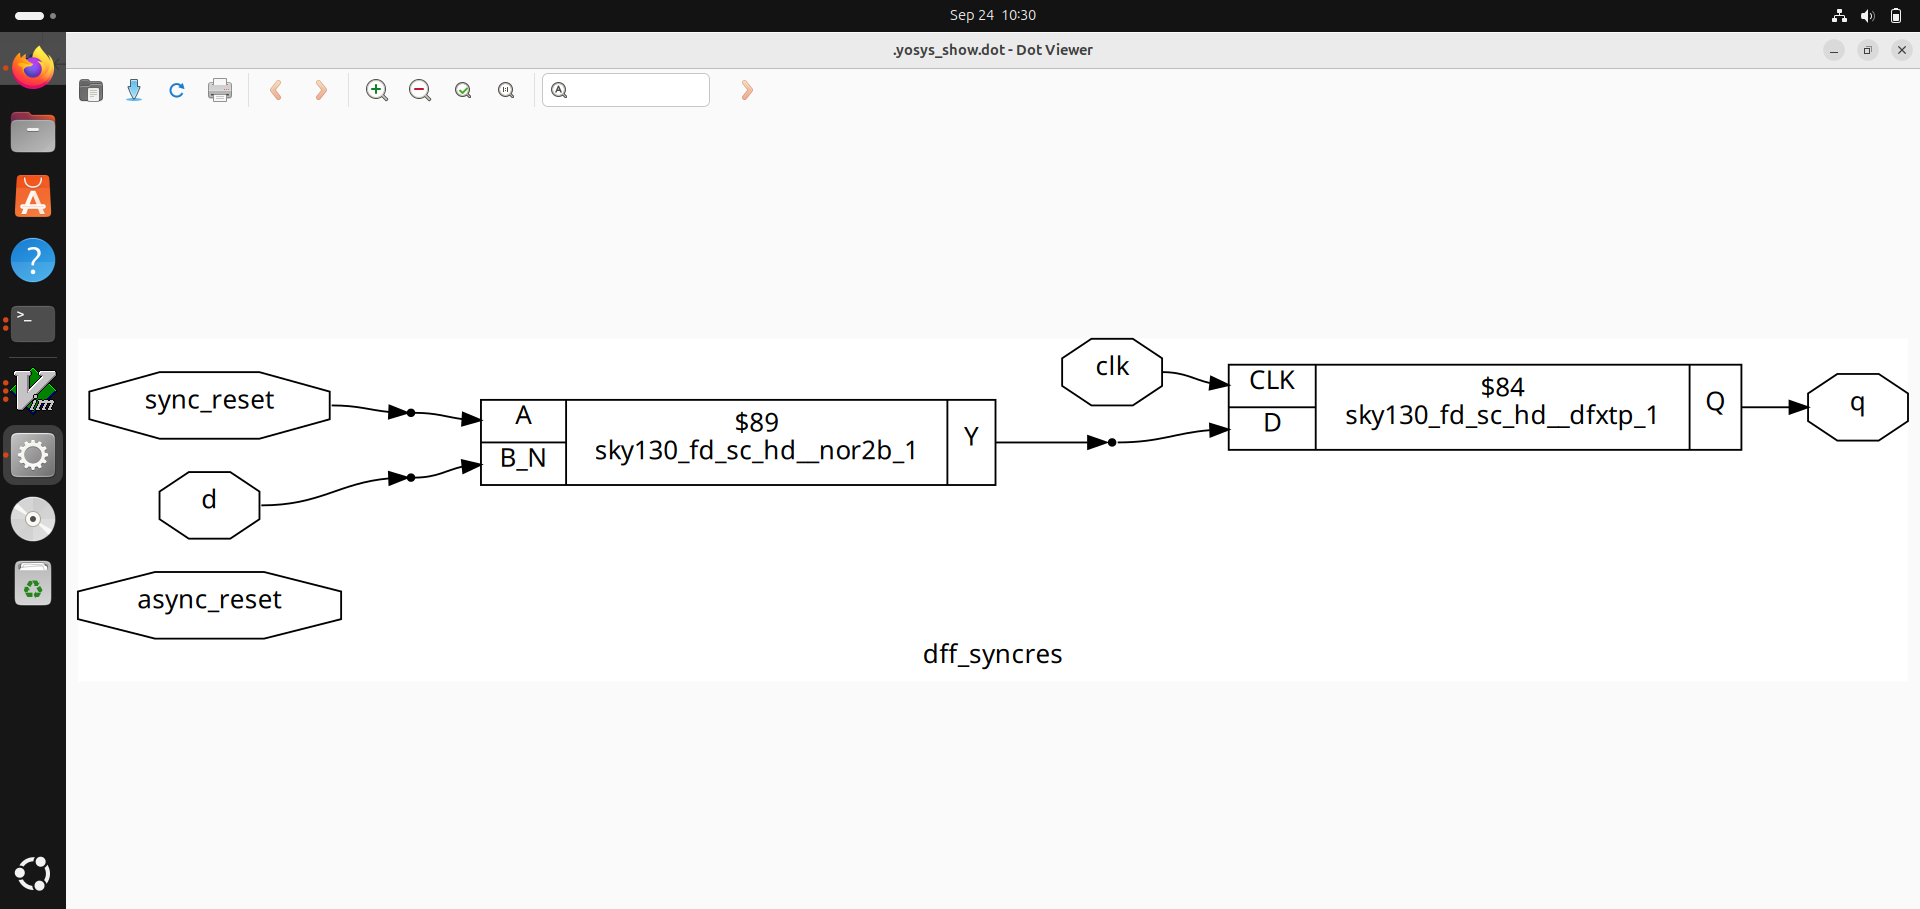 Sep 24 10:30
.yosys_show.dot - Dot Viewer
sync_reset
d
async_reset
A
B_N
$89
sky130_fd_sc_hd__nor2b_1
Y
clk
CLK
D
$84
sky130_fd_sc_hd__dfxtp_1
Q
q
dff_syncres